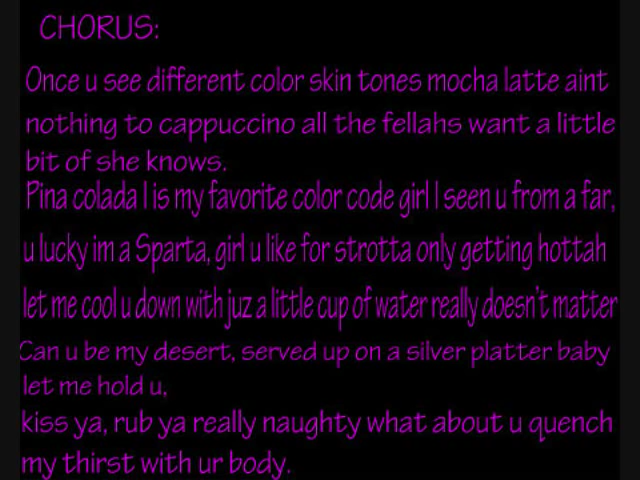 CHORUS:
Once u see different color skin tones mocha latte aint
nothing to cappuccino all the fellahs want a little
bit of she knows.
Pina colada I is my favorite color code girl I seen u from a far,
u lucky im a Sparta, girl u like for strotta only getting hottah
let me cool u down with juz a little cup of water really doesn't matter
Can u be my desert, served up on a silver platter baby
let me hold u,
kiss ya, rub ya really naughty what about u quench
my thirst with ur body.